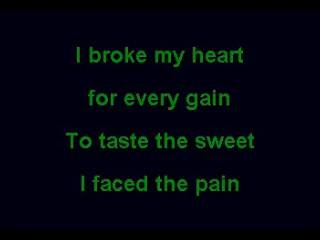 I broke my heart
for every gain
To taste the sweet
I faced the pain